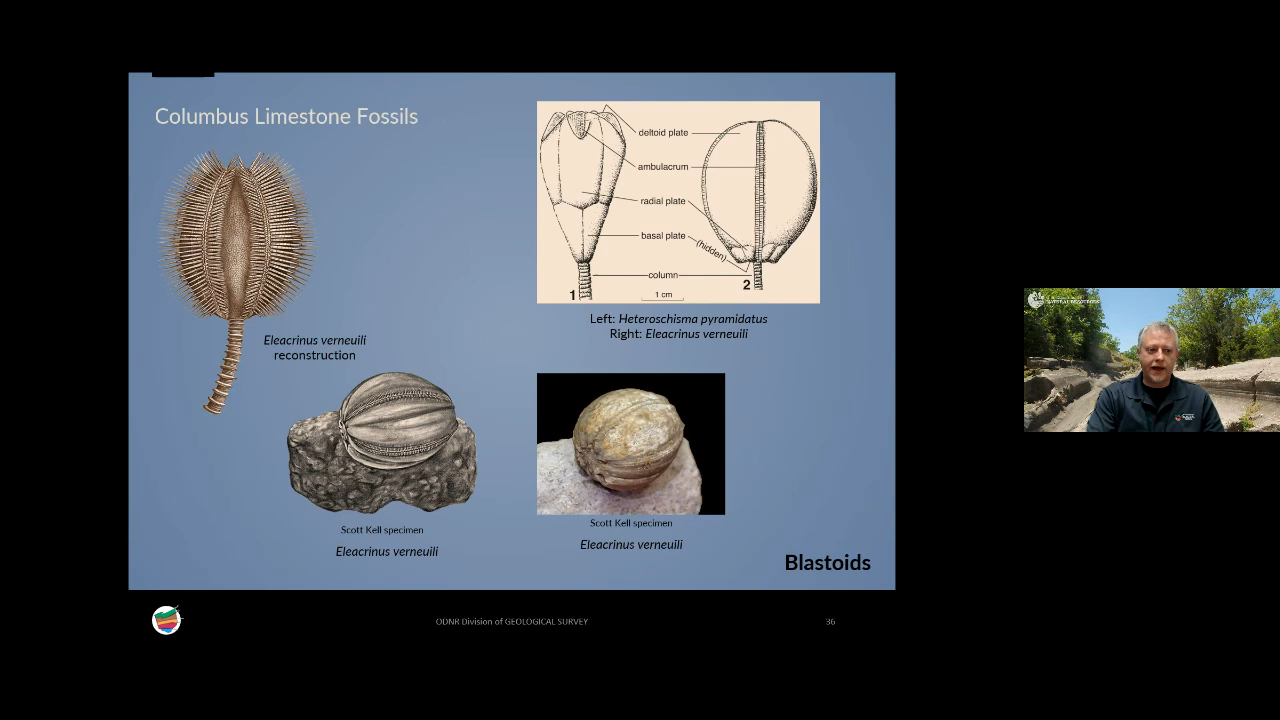 Columbus Limestone Fossils
deltoid plate
ambulacrum
radial plate
basal plate
(hidden)
column
1
1 cm
2
Left: Heteroschisma pyramidatus
Right: Eleacrinus verneuili
Eleacrinus verneuili
reconstruction
Scott Kell specimen
Eleacrinus verneuili
Scott Kell specimen
Eleacrinus verneuili
Blastoids
ODNR Division of GEOLOGICAL SURVEY
36